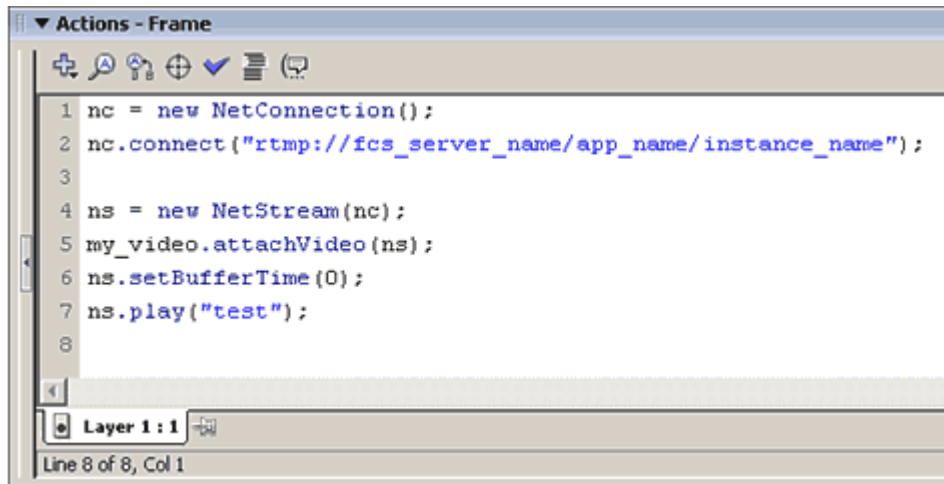 Actions - Frame
1 nc = new NetConnection();
2 nc.connect("rtmp://fcs_server_name/app_name/instance_name");
3
4 ns = new NetStream(nc);
5 my_video.attachVideo(ns);
6 ns.setBufferTime(0);
7 ns.play("test");
8
Layer 1 : 1
Line 8 of 8, Col 1